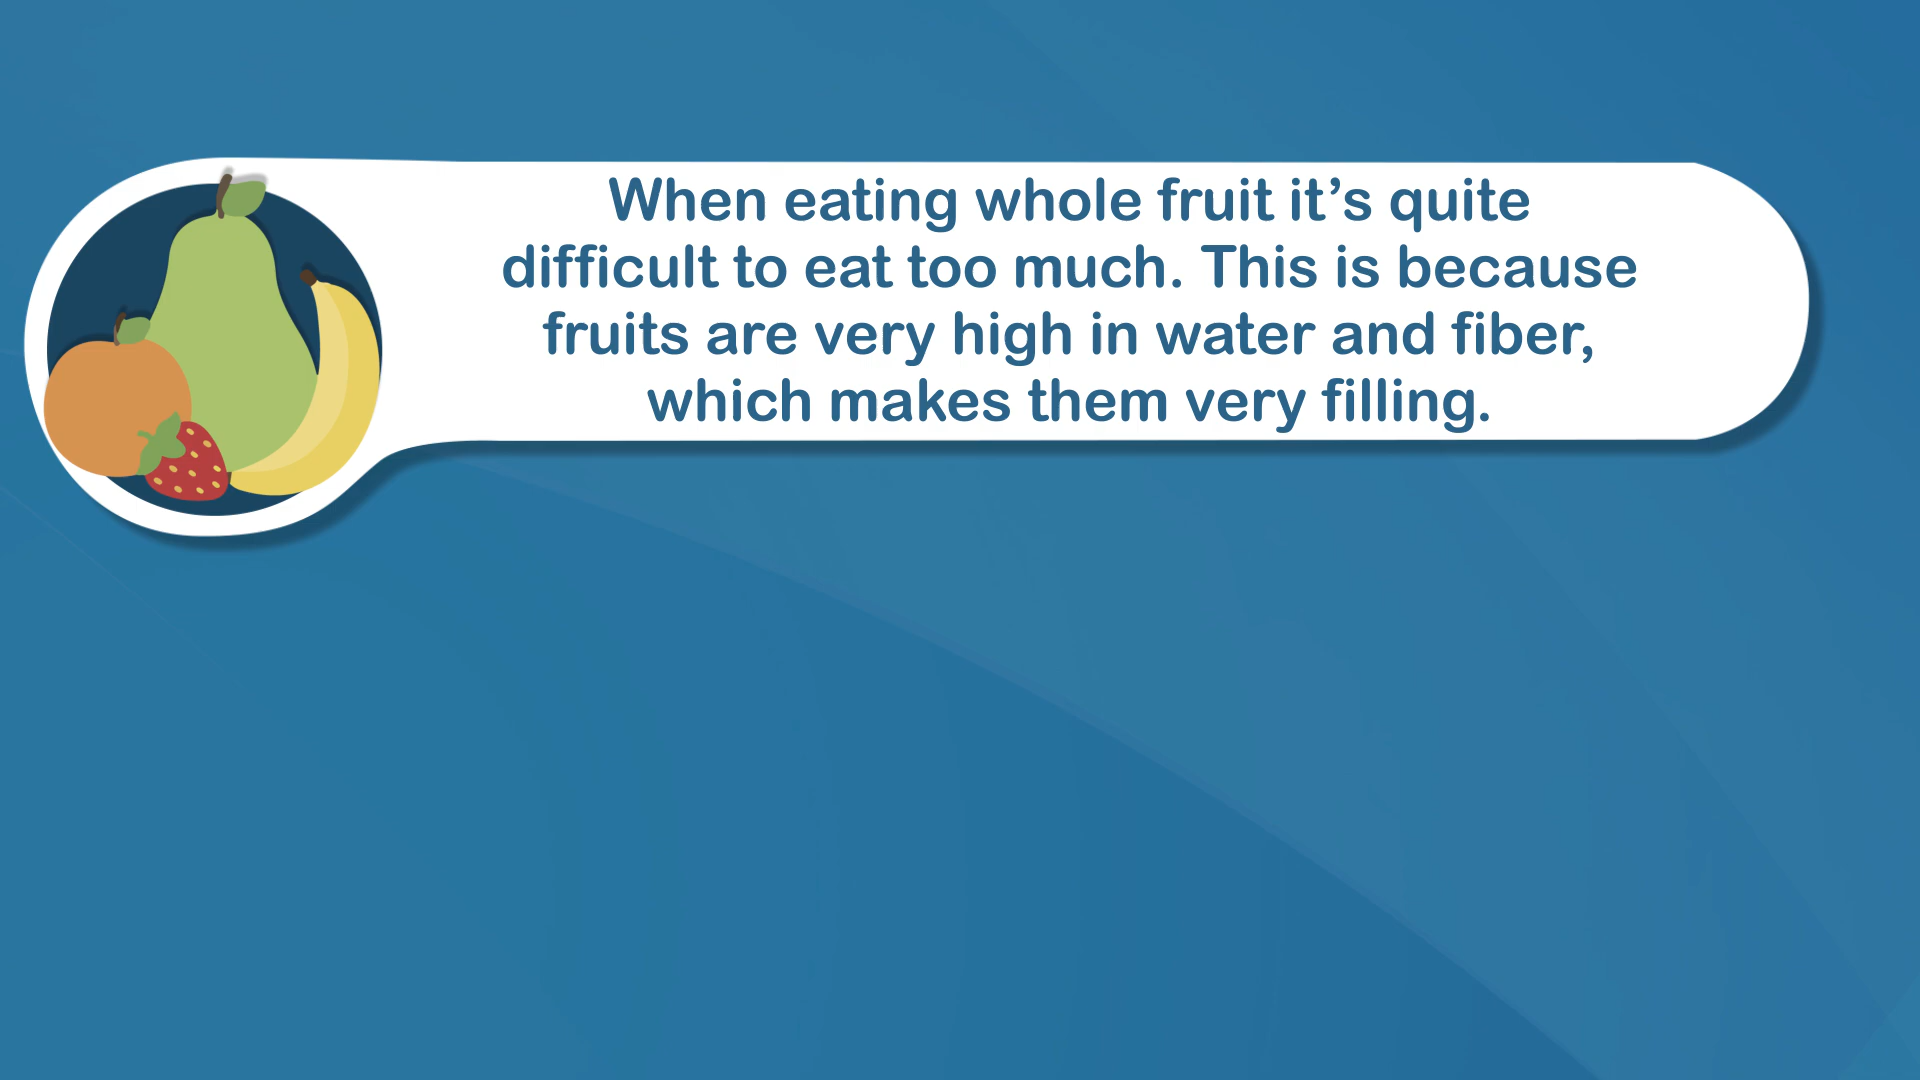 When eating whole fruit it’s quite
difficult to eat too much. This is because
fruits are very high in water and fiber,
which makes them very filling.